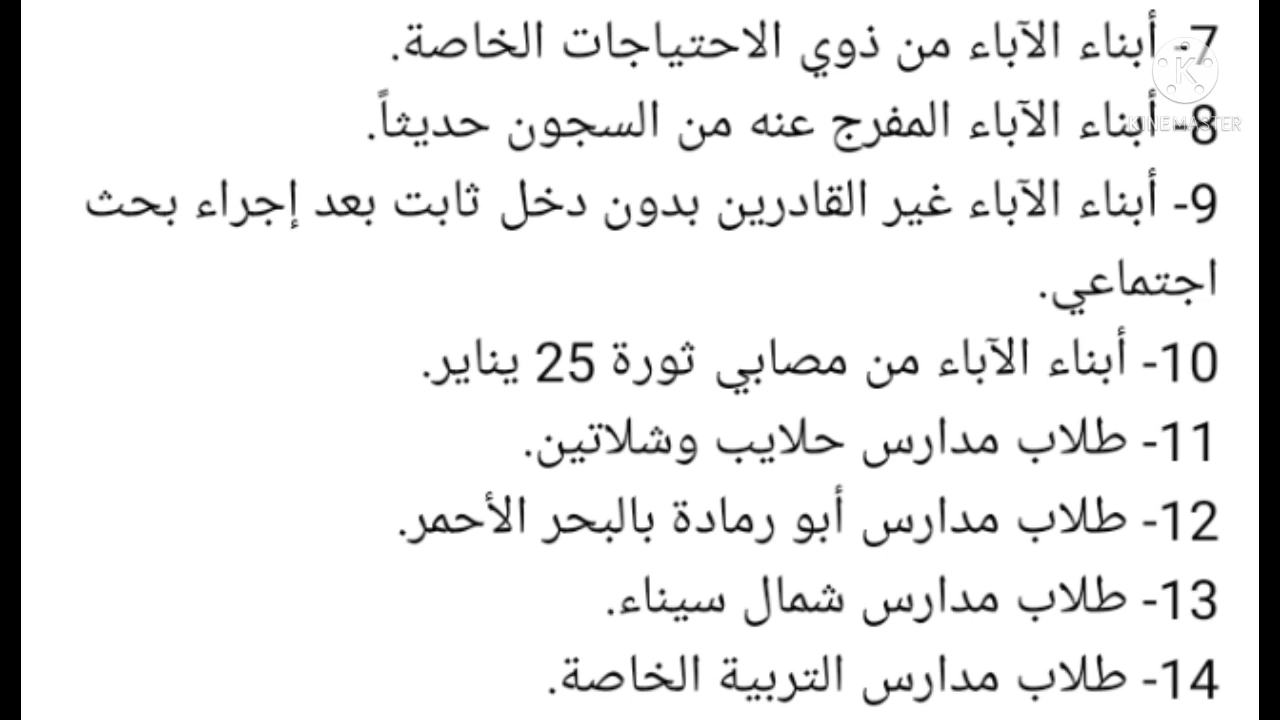 7- أبناء الآباء من ذوي الاحتياجات الخاصة.
8- أبناء الآباء المفرج عنه من السجون حديثاً.
9- أبناء الآباء غير القادرين بدون دخل ثابت بعد إجراء بحث
اجتماعي.
10- أبناء الآباء من مصابي ثورة 25 يناير.
11- طلاب مدارس حلايب وشلاتين.
12- طلاب مدارس أبو رمادة بالبحر الأحمر.
13- طلاب مدارس شمال سيناء.
14- طلاب مدارس التربية الخاصة.
K
KINEMASTER